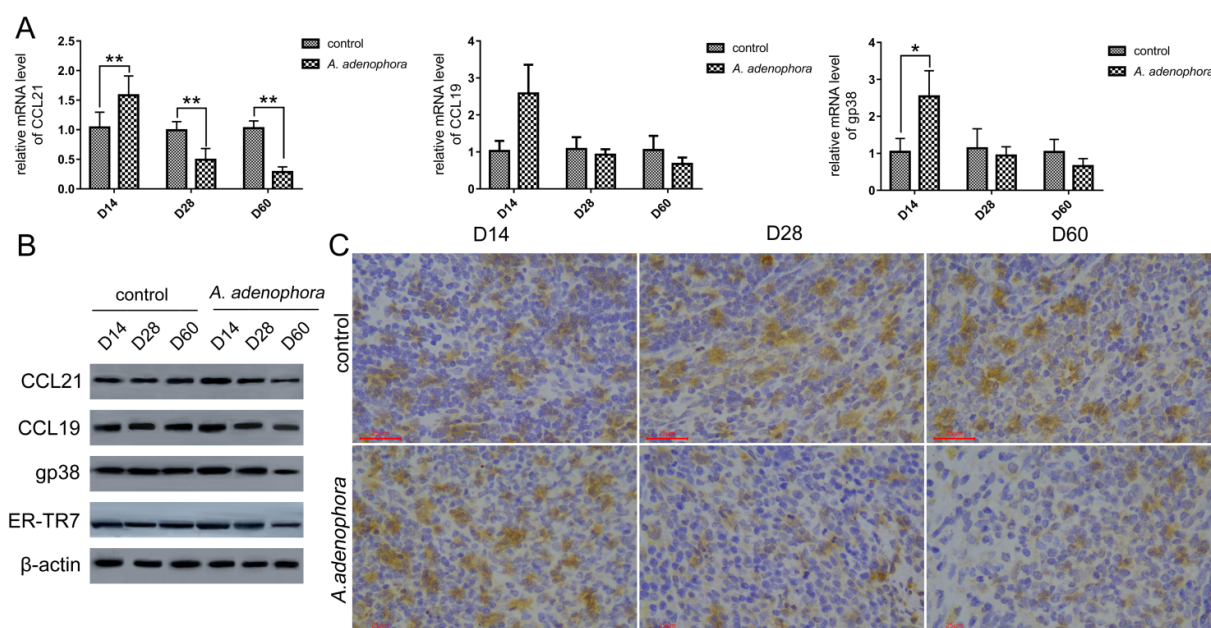 A
relative mRNA level
of CCL21
2.5
2.0
1.5
1.0
0.5
0.0
**
**
**
D14
D28
D60
control
A. adenophora
relative mRNA level
of CCL19
4
3
2
1
0
D14
D28
D60
control
A. adenophora
relative mRNA level
of gp38
6
4
2
0
*
D14
D28
D60
control
A. adenophora
B
control
A. adenophora
D14 D28 D60 D14 D28 D60
CCL21
CCL19
gp38
ER-TR7
β-actin
C
D14 D28 D60
control
A.adenophora